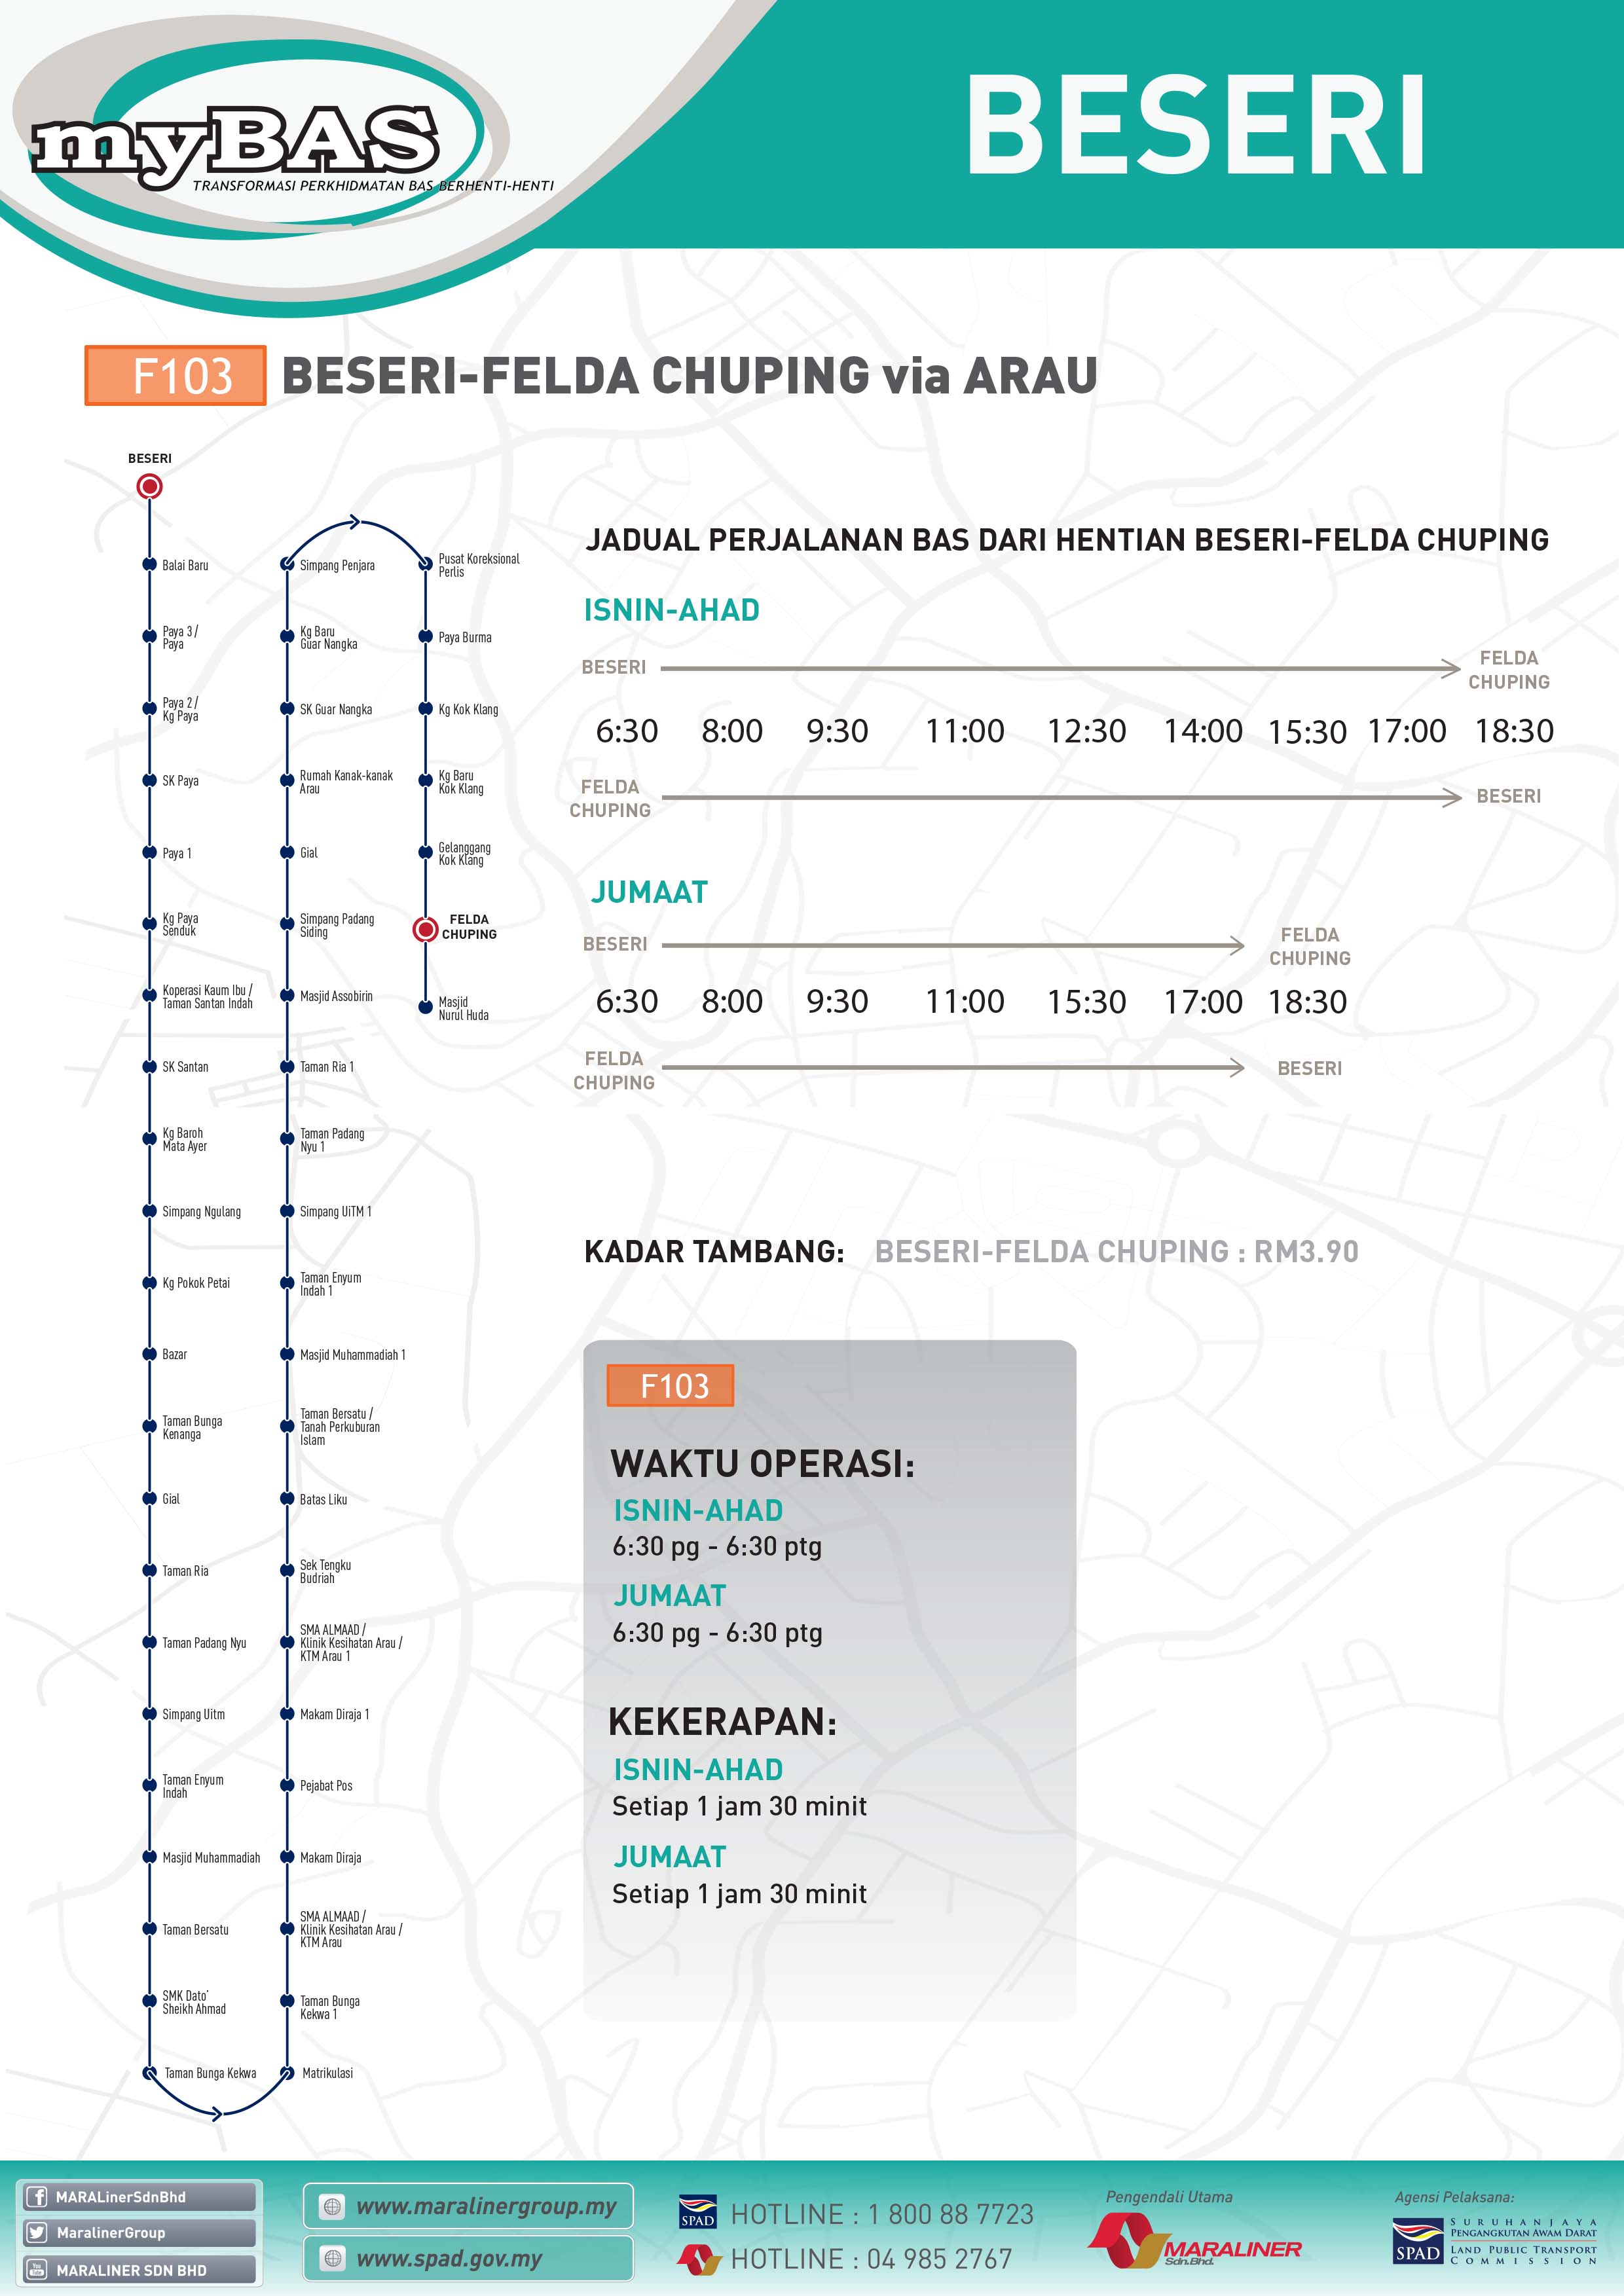 myBAS
TRANSFORMASI PERKHIDMATAN BAS BERHENTI-HENTI
BESERI
F103 BESERI-FELDA CHUPING via ARAU
BESERI
Balai Baru
Paya 3 /
Paya
Paya 2 /
Kg Paya
SK Paya
Paya 1
Kg Paya
Senduk
Koperasi Kaum Ibu /
Taman Santan Indah
SK Santan
Kg Baroh
Mata Ayer
Simpang Ngulang
Kg Pokok Petai
Bazar
Taman Bunga
Kenanga
Gial
Taman Ria
Taman Padang Nyu
Simpang Uitm
Taman Enyum
Indah
Masjid Muhammadiah
Taman Bersatu
SMK Dato'
Sheikh Ahmad
Taman Bunga Kekwa
Simpang Penjara
Kg Baru
Guar Nangka
SK Guar Nangka
Rumah Kanak-kanak
Arau
Gial
Simpang Padang
Siding
Masjid Assobirin
Taman Ria 1
Taman Padang
Nyu 1
Simpang UiTM 1
Taman Enyum
Indah 1
Masjid Muhammadiah 1
Taman Bersatu /
Tanah Perkuburan
Islam
Batas Liku
Sek Tengku
Budriah
SMA ALMAAD /
Klinik Kesihatan Arau /
KTM Arau 1
Makam Diraja 1
Pejabat Pos
Makam Diraja
SMA ALMAAD /
Klinik Kesihatan Arau /
KTM Arau
Taman Bunga
Kekwa 1
Matrikulasi
Pusat Koreksional
Perlis
Paya Burma
Kg Kok Klang
Kg Baru
Kok Klang
Gelanggang
Kok Klang
FELDA
CHUPING
Masjid
Nurul Huda
JADUAL PERJALANAN BAS DARI HENTIAN BESERI-FELDA CHUPING
ISNIN-AHAD
BESERI
FELDA
CHUPING
6:30 8:00 9:30 11:00 12:30 14:00 15:30 17:00 18:30
FELDA
CHUPING
BESERI
JUMAAT
BESERI
FELDA
CHUPING
6:30 8:00 9:30 11:00 15:30 17:00 18:30
FELDA
CHUPING
BESERI
KADAR TAMBANG: BESERI-FELDA CHUPING : RM3.90
F103
WAKTU OPERASI:
ISNIN-AHAD
6:30 pg - 6:30 ptg
JUMAAT
6:30 pg - 6:30 ptg
KEKERAPAN:
ISNIN-AHAD
Setiap 1 jam 30 minit
JUMAAT
Setiap 1 jam 30 minit
MARALinerSdnBhd
MaralinerGroup
You Tube MARALINER SDN BHD
www.maralinergroup.my
www.spad.gov.my
SPAD HOTLINE : 1 800 88 7723
HOTLINE : 04 985 2767
Pengendali Utama
MARALINER
Sdn.Bhd.
Agensi Pelaksana:
SPAD
SURUHANJAYA
PENGANGKUTAN AWAM DARAT
LAND PUBLIC TRANSPORT
COMMISSION